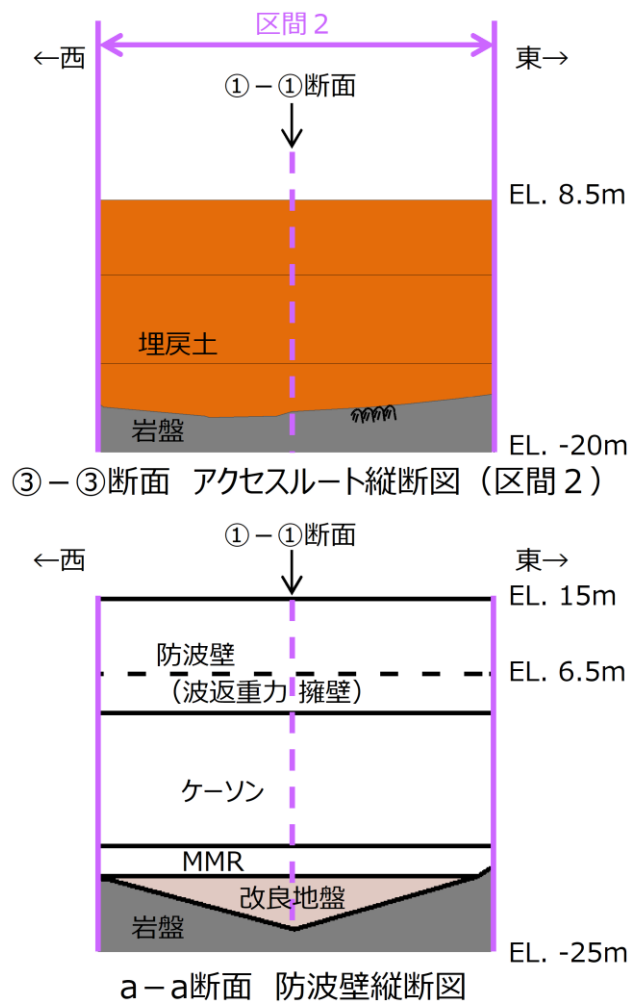 区間2
←西
東→
①-①断面
EL. 8.5m
埋戻土
岩盤
EL. -20m
③-③断面 アクセスルート縦断図(区間2)
①-①断面
←西
東→
EL. 15m
防波壁
EL. 6.5m
(波返重力 擁壁)
ケーソン
MMR
改良地盤
岩盤
EL. -25m
a-a断面 防波壁縦断図